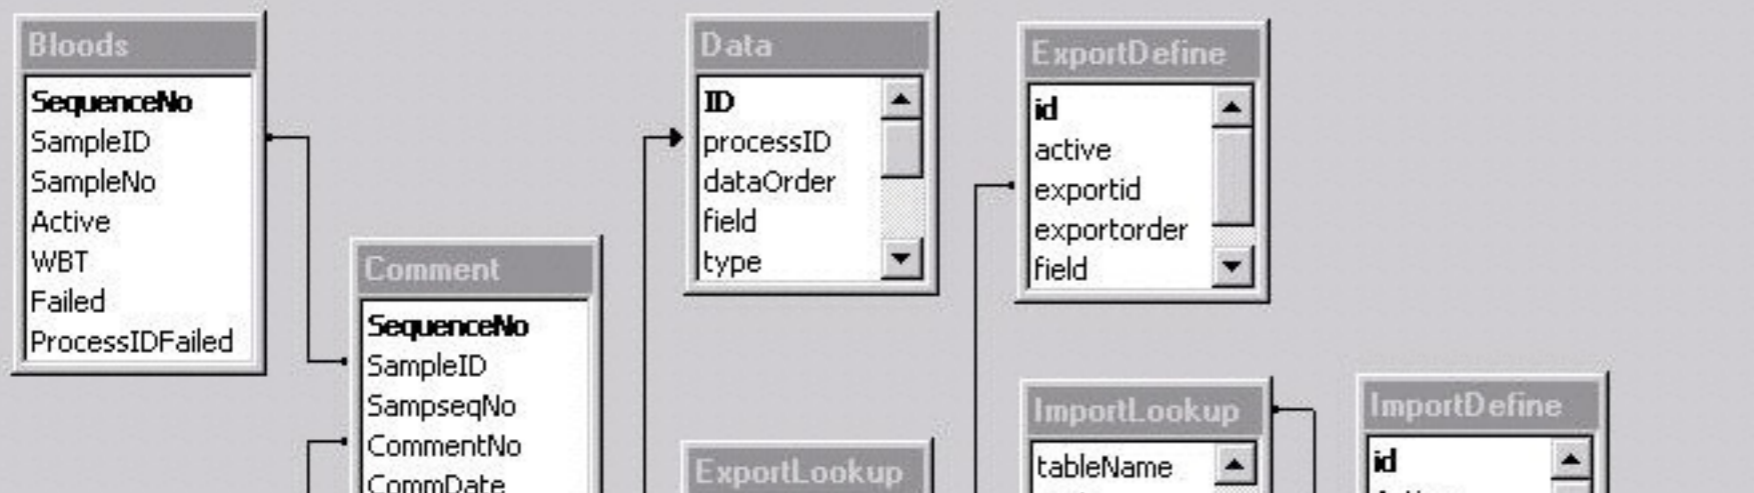 Bloods
SequenceNo
SampleID
SampleNo
Active
WBT
Failed
ProcessIDFailed
Comment
SequenceNo
SampleID
SampseqNo
CommentNo
CommDate
Data
ID
processID
dataOrder
field
type
ExportLookup
ExportDefine
id
active
exportid
exportorder
field
ImportLookup
tableName
ImportDefine
id